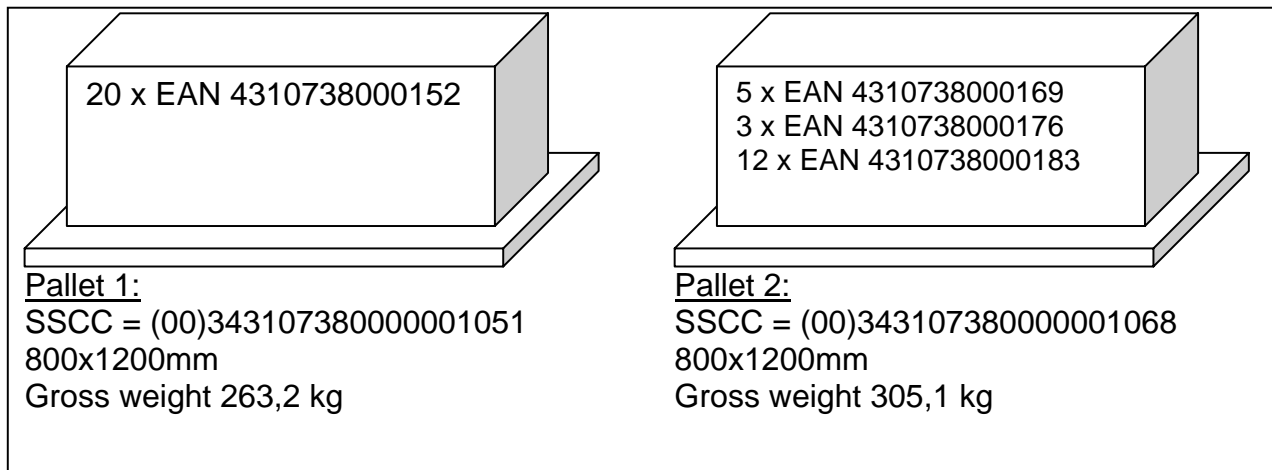 20 x EAN 4310738000152
5 x EAN 4310738000169
3 x EAN 4310738000176
12 x EAN 4310738000183
Pallet 1:
SSCC = (00)343107380000001051
800x1200mm
Gross weight 263,2 kg
Pallet 2:
SSCC = (00)343107380000001068
800x1200mm
Gross weight 305,1 kg